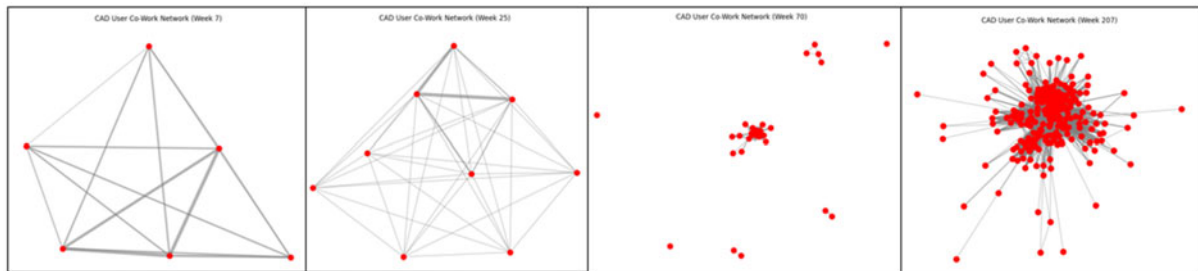 CAD User Co-Work Network (Week 7)
CAD User Co-Work Network (Week 25)
CAD User Co-Work Network (Week 70)
CAD User Co-Work Network (Week 207)